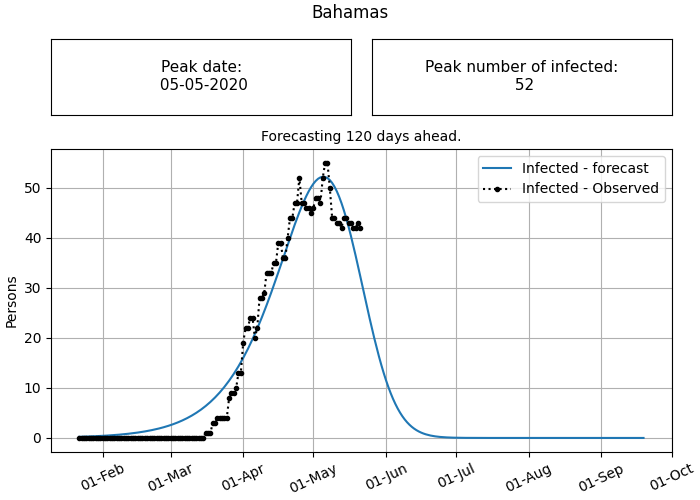 Bahamas
Peak date:
05-05-2020
Peak number of infected:
52
Forecasting 120 days ahead.
Infected - forecast
Infected - Observed
Persons
50
40
30
20
10
0
01-Feb
01-Mar
01-Apr
01-May
01-Jun
01-Jul
01-Aug
01-Sep
01-Oct